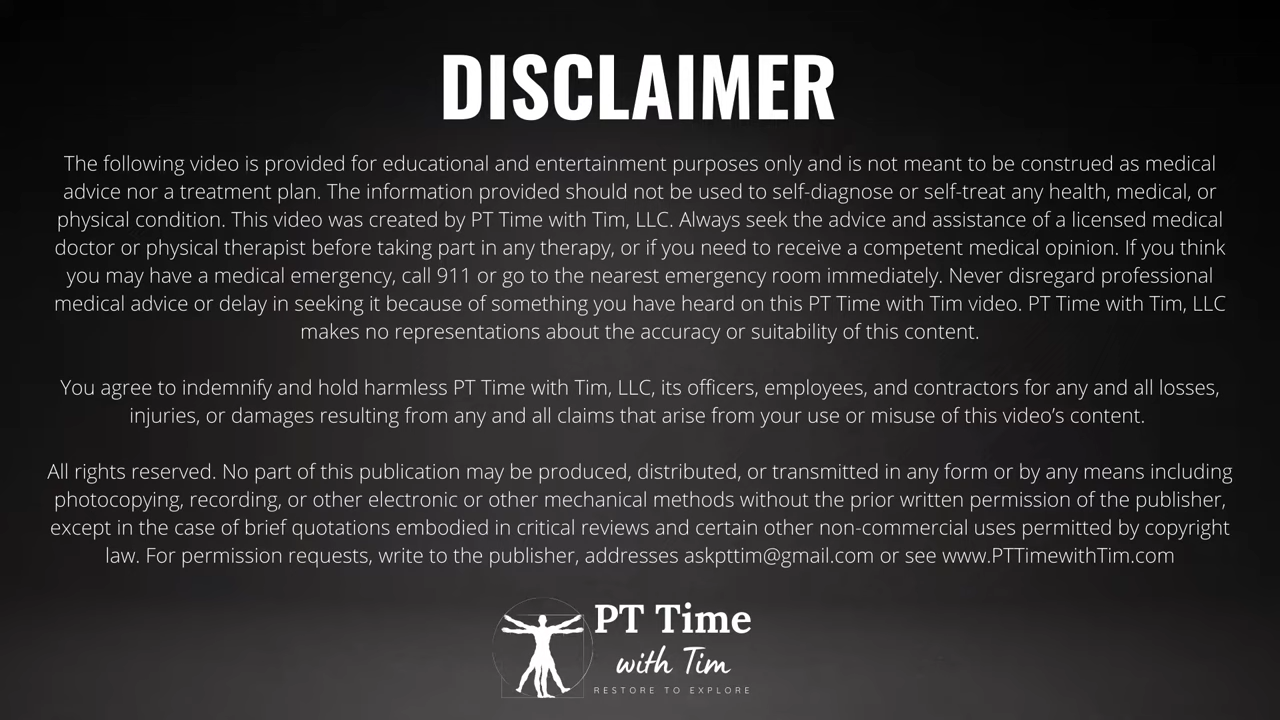 DISCLAIMER
The following video is provided for educational and entertainment purposes only and is not meant to be construed as medical
advice nor a treatment plan. The information provided should not be used to self-diagnose or self-treat any health, medical, or
physical condition. This video was created by PT Time with Tim, LLC. Always seek the advice and assistance of a licensed medical
doctor or physical therapist before taking part in any therapy, or if you need to receive a competent medical opinion. If you think
you may have a medical emergency, call 911 or go to the nearest emergency room immediately. Never disregard professional
medical advice or delay in seeking it because of something you have heard on this PT Time with Tim video. PT Time with Tim, LLC
makes no representations about the accuracy or suitability of this content.
You agree to indemnify and hold harmless PT Time with Tim, LLC, its officers, employees, and contractors for any and all losses,
injuries, or damages resulting from any and all claims that arise from your use or misuse of this video’s content.
All rights reserved. No part of this publication may be produced, distributed, or transmitted in any form or by any means including
photocopying, recording, or other electronic or other mechanical methods without the prior written permission of the publisher,
except in the case of brief quotations embodied in critical reviews and certain other non-commercial uses permitted by copyright
law. For permission requests, write to the publisher, addresses askpttim@gmail.com or see www.PTTimewithTim.com
PT Time
with Tim
RESTORE TO EXPLORE